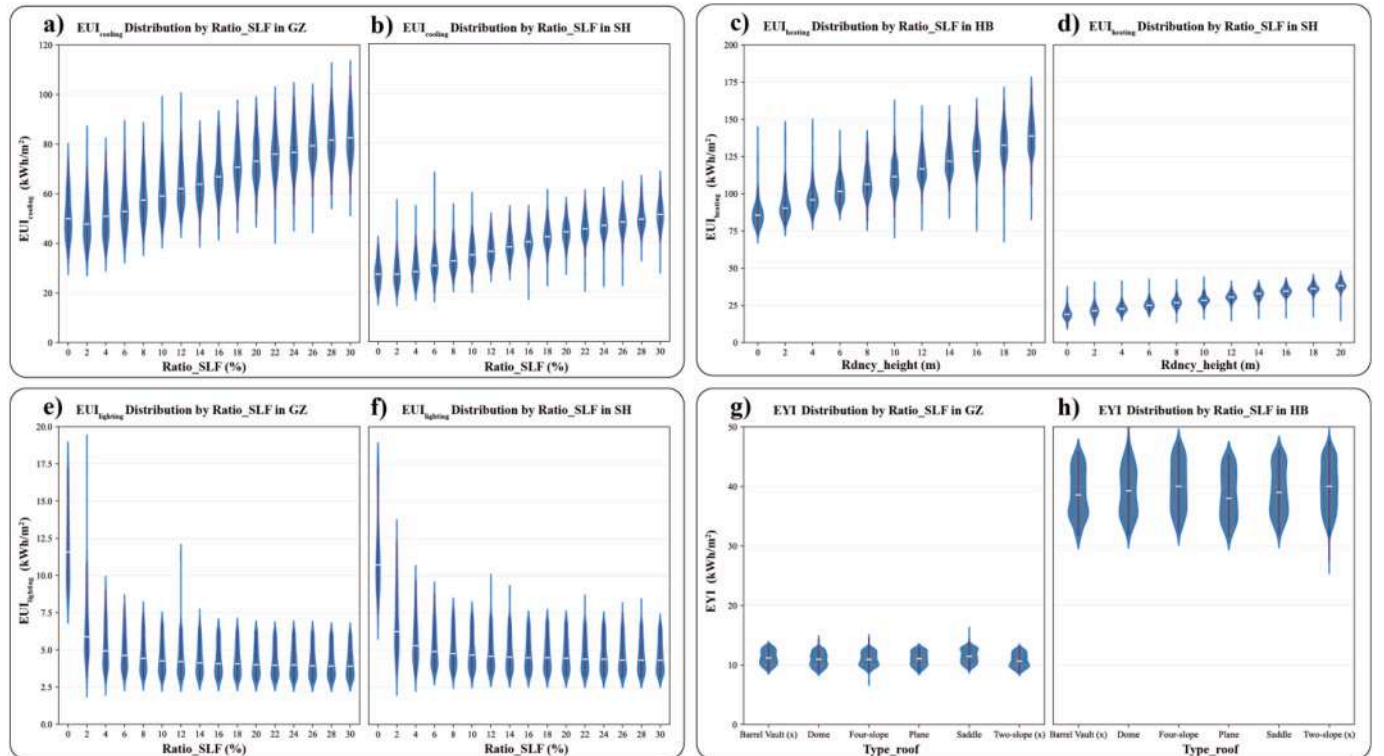 a) EUIcooling Distribution by Ratio_SLF in GZ
b) EUIcooling Distribution by Ratio_SLF in SH
EUIcooling (kWh/m²)
120
100
80
60
40
20
0
0 2 4 6 8 10 12 14 16 18 20 22 24 26 28 30
Ratio_SLF (%)
0 2 4 6 8 10 12 14 16 18 20 22 24 26 28 30
Ratio_SLF (%)
c) EUIheating Distribution by Ratio_SLF in HB
d) EUIheating Distribution by Ratio_SLF in SH
EUIheating (kWh/m²)
200
175
150
125
100
75
50
25
0
0 2 4 6 8 10 12 14 16 18 20
Rdncy_height (m)
0 2 4 6 8 10 12 14 16 18 20
Rdncy_height (m)
e) EUIlighting Distribution by Ratio_SLF in GZ
f) EUIlighting Distribution by Ratio_SLF in SH
EUIlighting (kWh/m²)
20.0
17.5
15.0
12.5
10.0
7.5
5.0
2.5
0.0
0 2 4 6 8 10 12 14 16 18 20 22 24 26 28 30
Ratio_SLF (%)
0 2 4 6 8 10 12 14 16 18 20 22 24 26 28 30
Ratio_SLF (%)
g) EYI Distribution by Ratio_SLF in GZ
h) EYI Distribution by Ratio_SLF in HB
EYI (kWh/m²)
50
40
30
20
10
0
Barrel Vault (x) Dome Four-slope Plane Saddle Two-slope (x)
Type_roof
Barrel Vault (x) Dome Four-slope Plane Saddle Two-slope (x)
Type_roof